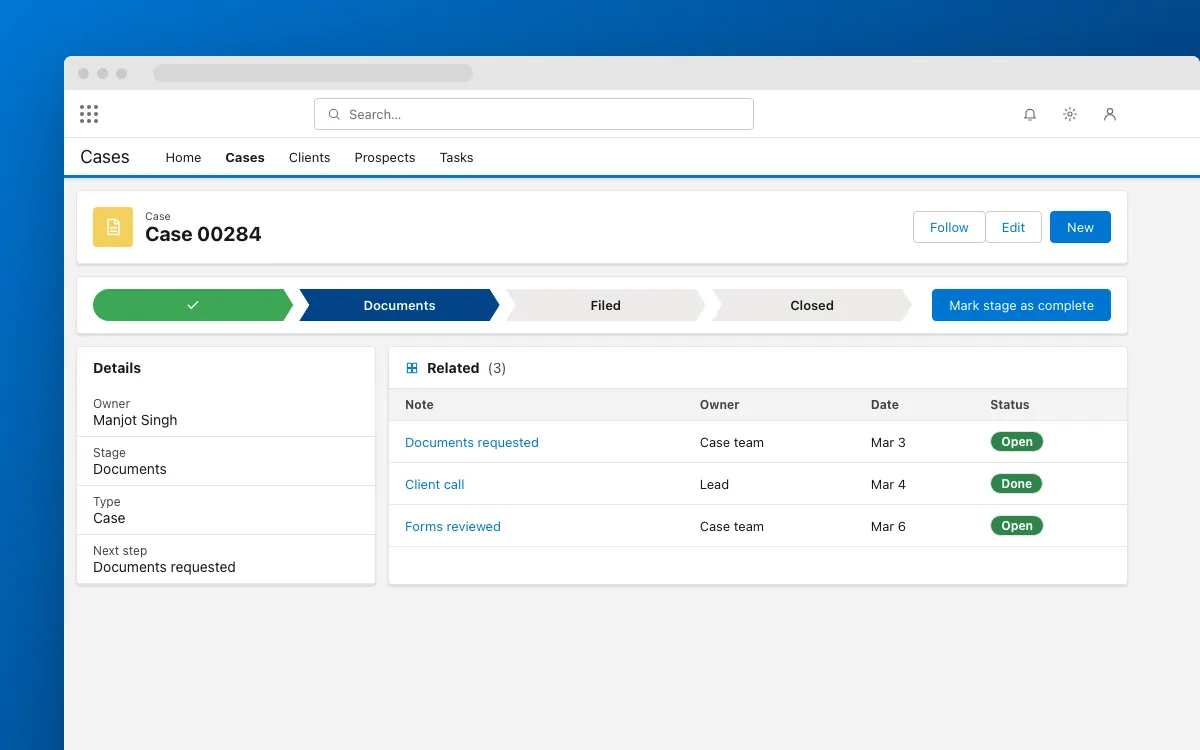 Search...
Cases Home Cases Clients Prospects Tasks
Case
Case 00284
Follow Edit New
Documents Filed Closed Mark stage as complete
Details
Owner
Manjot Singh
Stage
Documents
Type
Case
Next step
Documents requested
Related (3)
Note Owner Date Status
Documents requested Case team Mar 3 Open
Client call Lead Mar 4 Done
Forms reviewed Case team Mar 6 Open